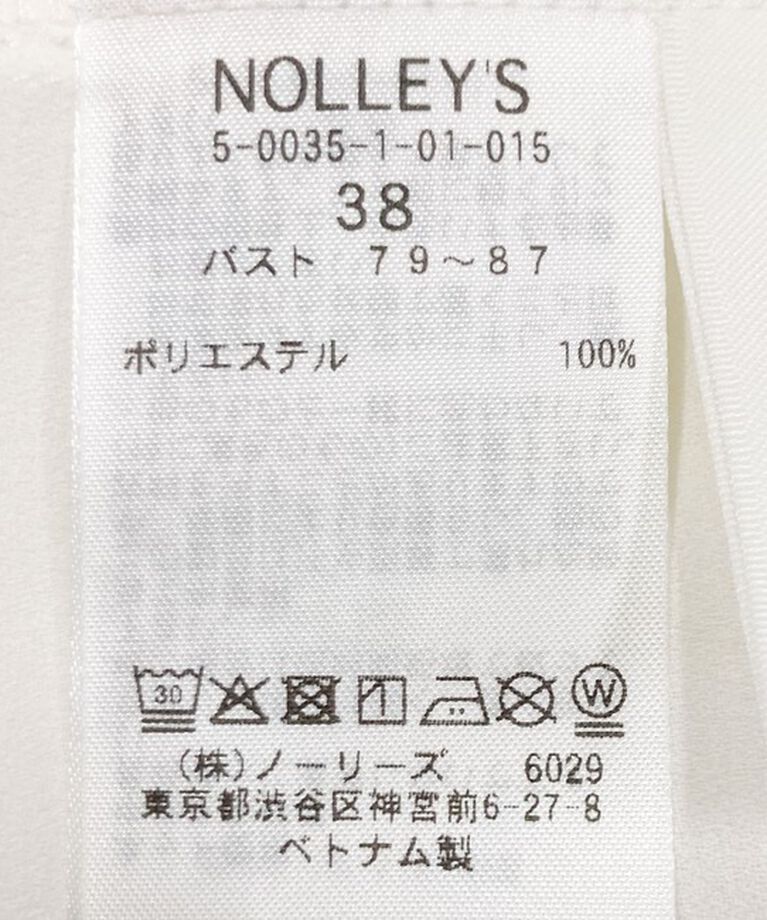 NOLLEY'S
5-0035-1-01-015
38
バスト 79～87
ポリエステル 100%
30 W
(株)ノーリーズ 6029
東京都渋谷区神宮前6-27-8
ベトナム製